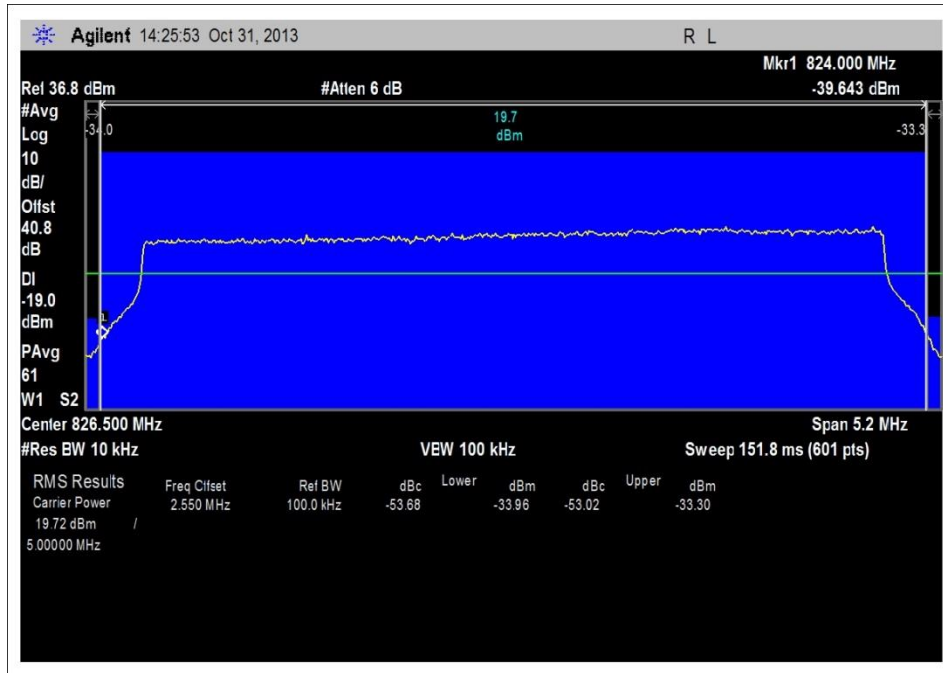 Agilent 14:25:53 Oct 31, 2013 R L
Mkr1 824.000 MHz
Ref 36.8 dBm #Atten 6 dB -39.643 dBm
#Avg
Log
10
dB/
Offst
40.8
dB
DI
-19.0
dBm
PAvg
61
W1 S2
-34.0
19.7
dBm
-33.3
1
Center 826.500 MHz Span 5.2 MHz
#Res BW 10 kHz VBW 100 kHz Sweep 151.8 ms (601 pts)
RMS Results Freq Offset Ref BW dBc Lower dBm dBc Upper dBm
Carrier Power 2.550 MHz 100.0 kHz -53.68 -33.96 -53.02 -33.30
19.72 dBm /
5.00000 MHz